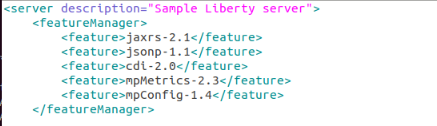 <server description="Sample Liberty server">
<featureManager>
<feature>jaxrs-2.1</feature>
<feature>jsonp-1.1</feature>
<feature>cdi-2.0</feature>
<feature>mpMetrics-2.3</feature>
<feature>mpConfig-1.4</feature>
</featureManager>